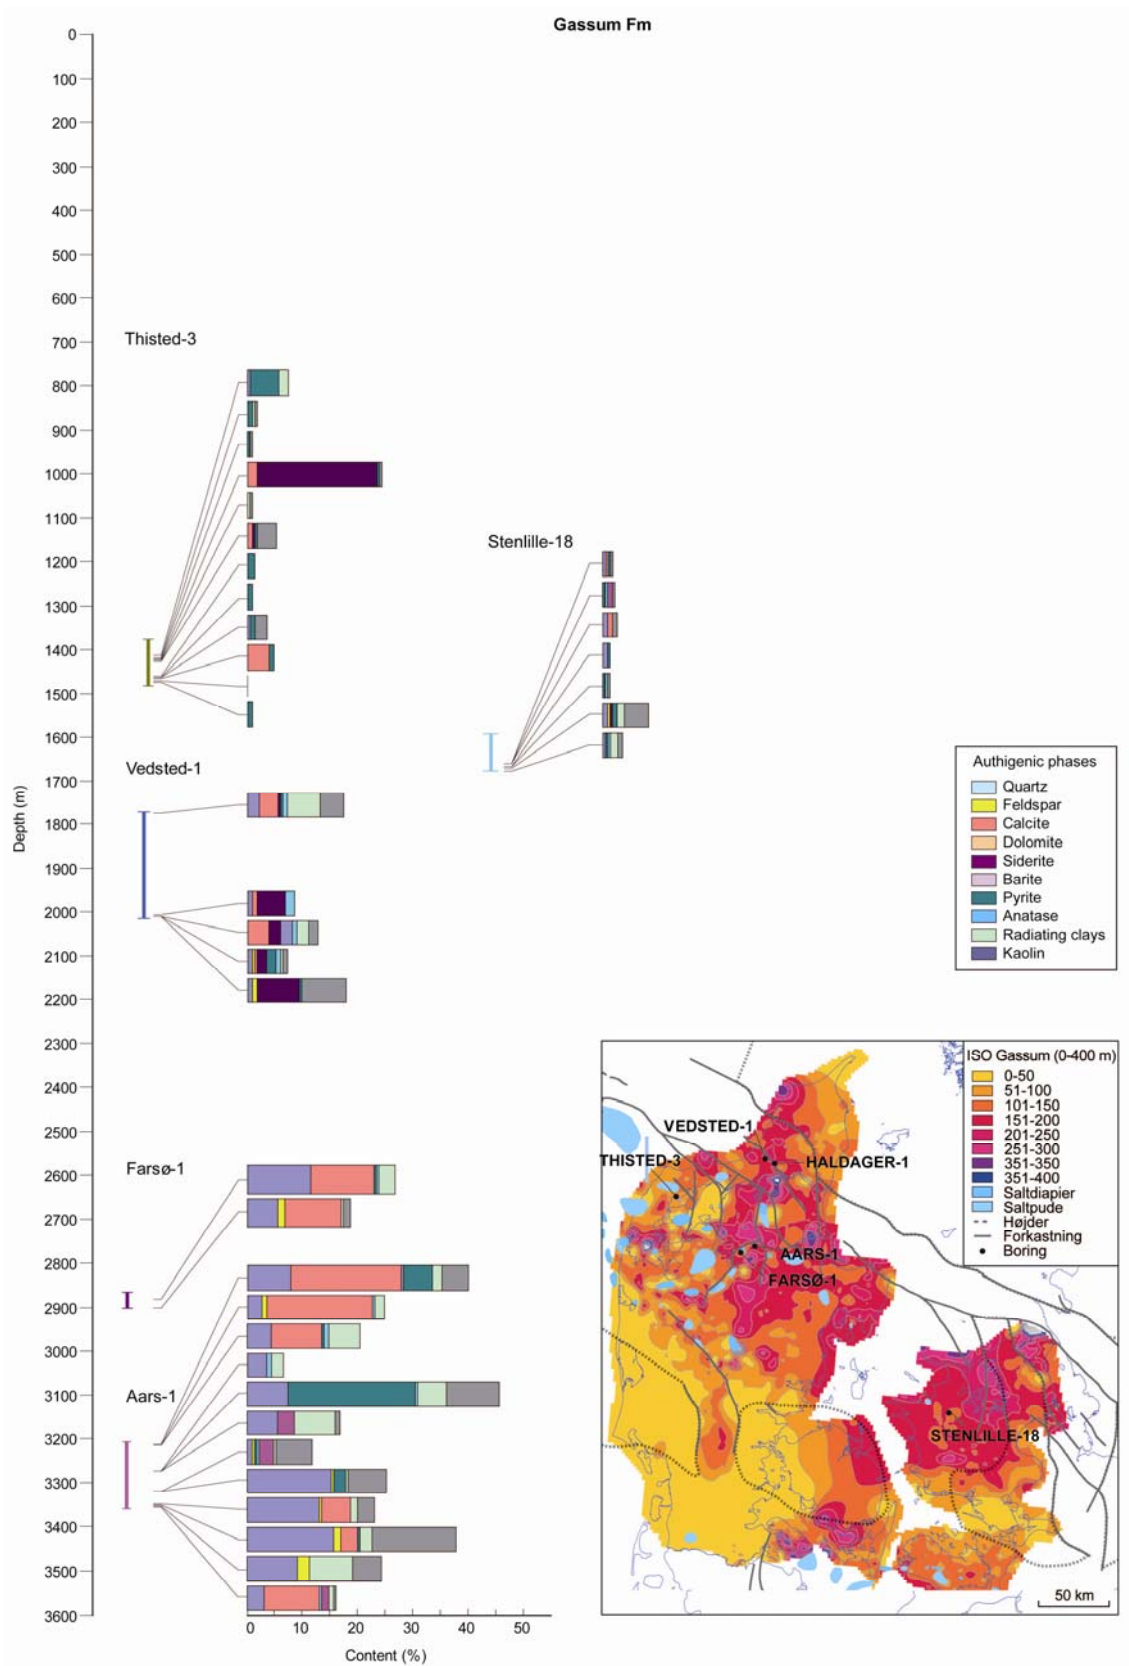 Gassum Fm
0
100
200
300
400
500
600
700
800
900
1000
1100
1200
1300
1400
1500
1600
1700
1800
1900
2000
2100
2200
2300
2400
2500
2600
2700
2800
2900
3000
3100
3200
3300
3400
3500
3600
Depth (m)
Thisted-3
Stenlille-18
Vedsted-1
Farsø-1
Aars-1
0 10 20 30 40 50
Content (%)
Authigenic phases
Quartz
Feldspar
Calcite
Dolomite
Siderite
Barite
Pyrite
Anatase
Radiating clays
Kaolin
ISO Gassum (0-400 m)
0-50
51-100
101-150
151-200
201-250
251-300
351-350
351-400
Saltdiapier
Saltpude
Højder
Forkastning
Boring
VEDSTED-1
THISTED-3
HALDAGER-1
AARS-1
FARSØ-1
STENLILLE-18
50 km